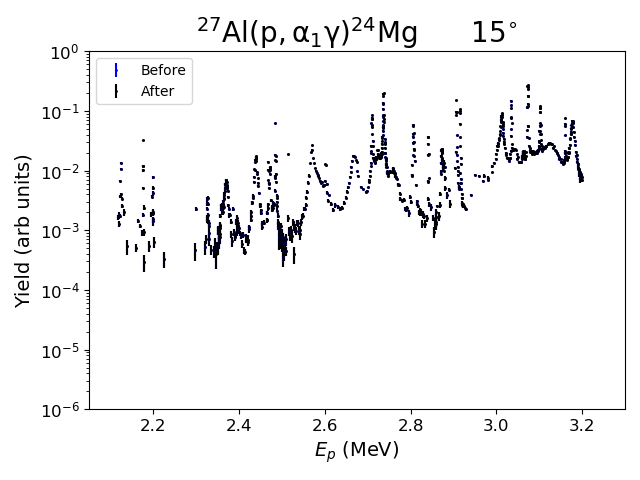 ²⁷Al(p, α₁γ)²⁴Mg 15°
Before
After
10⁰
10⁻¹
10⁻²
10⁻³
10⁻⁴
10⁻⁵
10⁻⁶
Yield (arb units)
2.2 2.4 2.6 2.8 3.0 3.2
Eₚ (MeV)